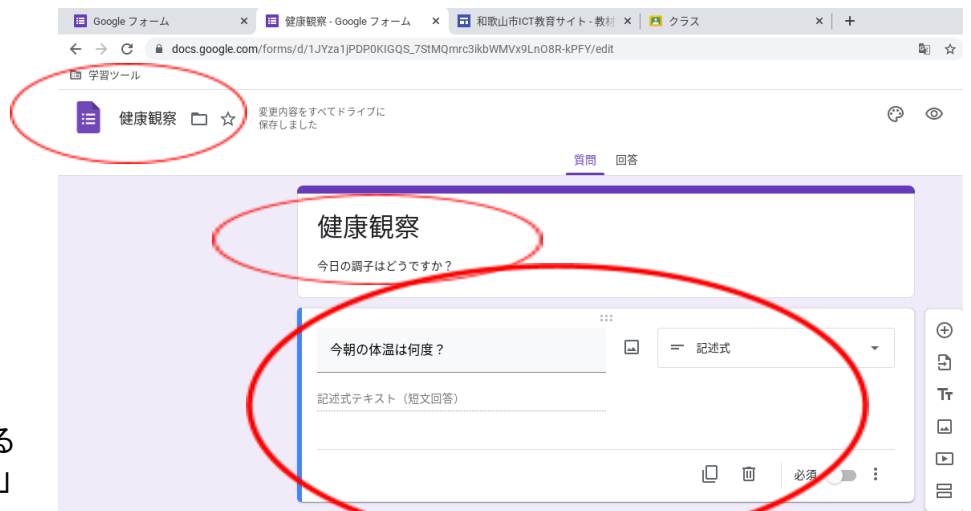 Google フォーム
健康観察 - Google フォーム
和歌山市ICT教育サイト - 教材
クラス
docs.google.com/forms/d/1JYza1jPDP0KIGQS_7StMQmrc3ikbWMVx9LnO8R-kPFY/edit
学習ツール
健康観察
変更内容をすべてドライブに
保存しました
質問 回答
健康観察
今日の調子はどうですか？
今朝の体温は何度？
記述式
記述式テキスト（短文回答）
Tт
必須
る